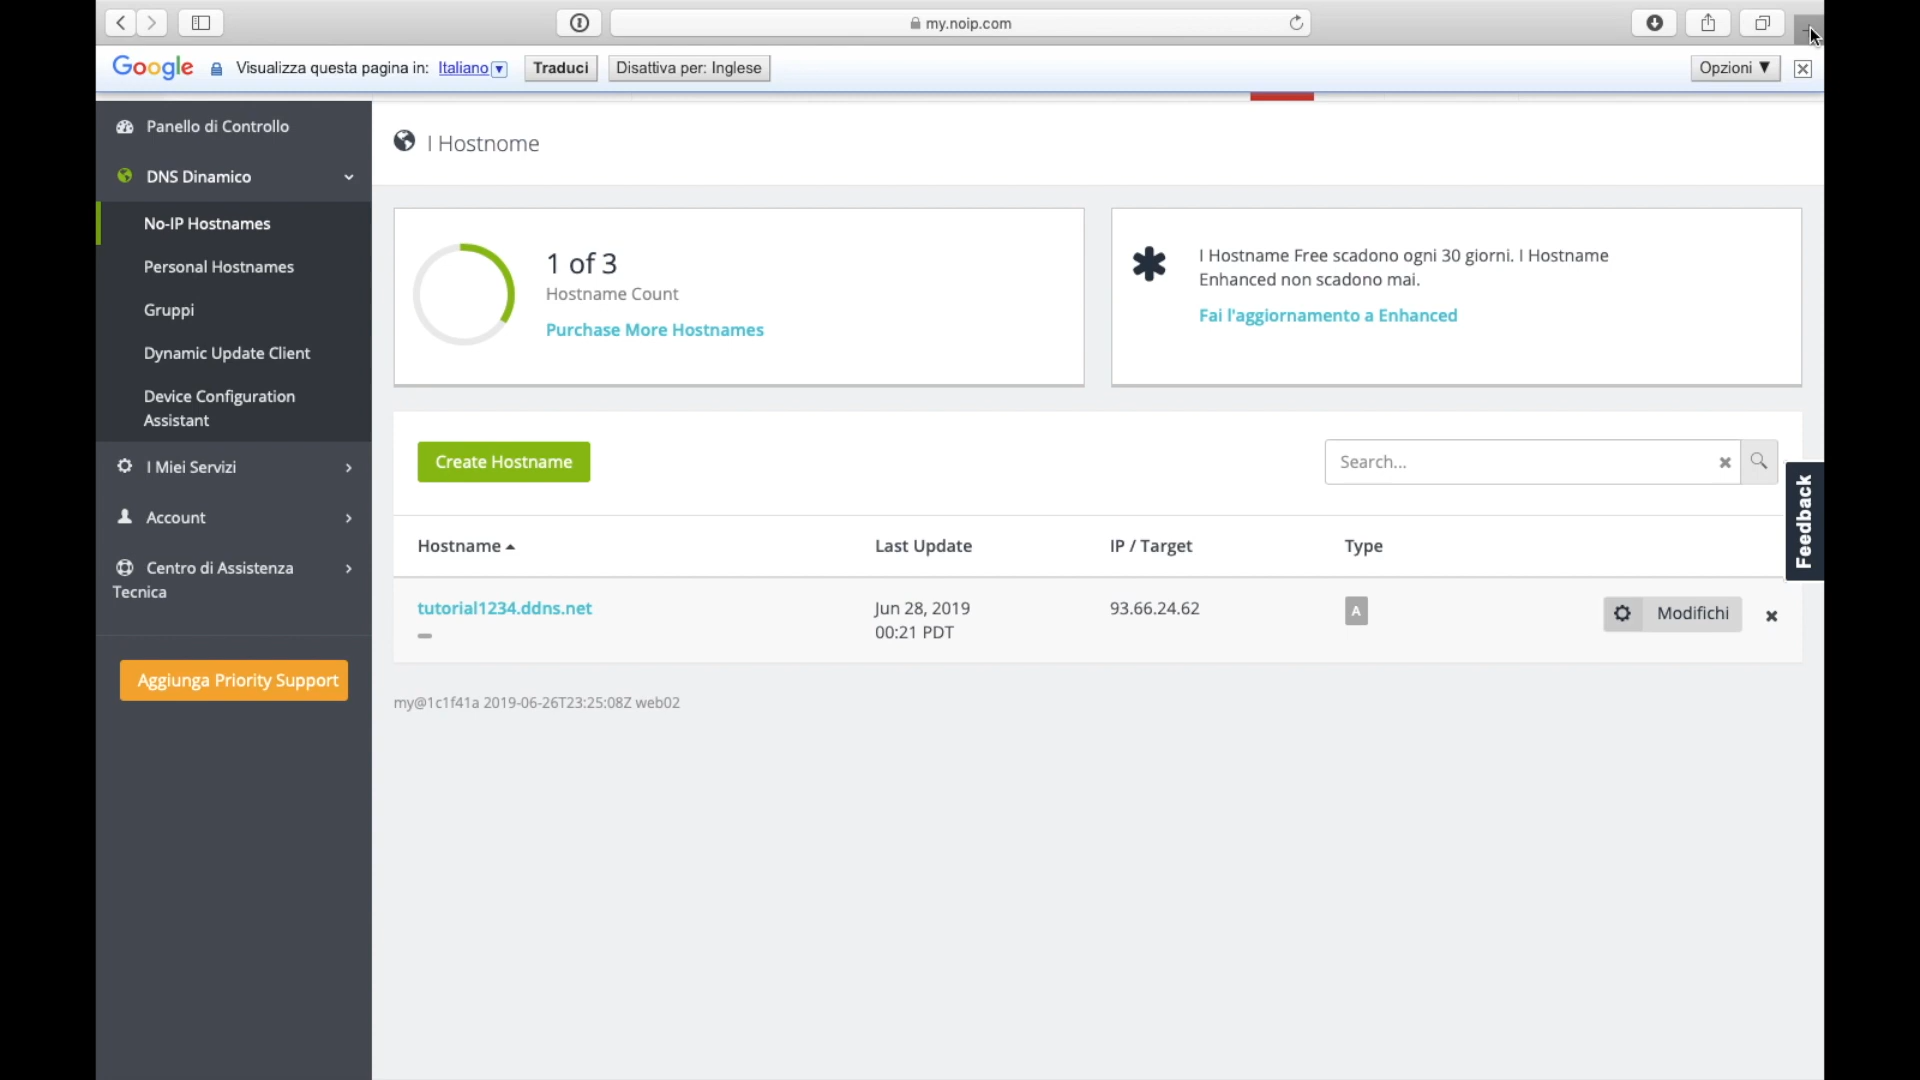 my.noip.com
Google Visualizza questa pagina in: Italiano Traduci Disattiva per: Inglese Opzioni ▼
Panello di Controllo
DNS Dinamico
No-IP Hostnames
Personal Hostnames
Gruppi
Dynamic Update Client
Device Configuration
Assistant
I Miei Servizi
Account
Centro di Assistenza
Tecnica
Aggiunga Priority Support
I Hostnome
1 of 3
Hostname Count
Purchase More Hostnames
I Hostname Free scadono ogni 30 giorni. I Hostname
Enhanced non scadono mai.
Fai l'aggiornamento a Enhanced
Create Hostname
Search...
Feedback
Hostname Last Update IP / Target Type
tutorial1234.ddns.net Jun 28, 2019 93.66.24.62 A Modifichi
00:21 PDT
my@1c1f41a 2019-06-26T23:25:08Z web02